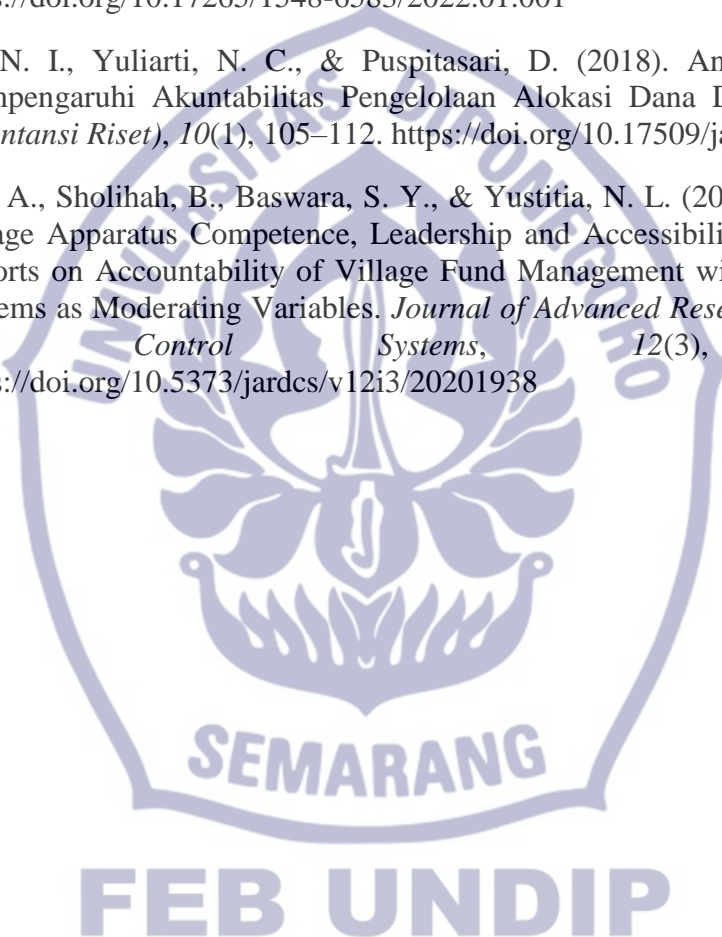 s://doi.org/10.17265/1548-6583/2022.01.001
N. I., Yuliarti, N. C., & Puspitasari, D. (2018). An
npengaruhi Akuntabilitas Pengelolaan Alokasi Dana D
ntansi Riset), 10(1), 105–112. https://doi.org/10.17509/ja
A., Sholihah, B., Baswara, S. Y., & Yustitia, N. L. (20
age Apparatus Competence, Leadership and Accessibili
orts on Accountability of Village Fund Management wi
ems as Moderating Variables. Journal of Advanced Rese
Control Systems, 12(3),
s://doi.org/10.5373/jardcs/v12i3/20201938
UNIVERSITAS DIPONEGORO
SEMARANG
FEB UNDIP